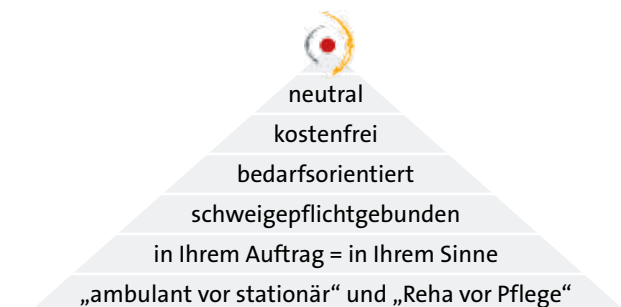 neutral
kostenfrei
bedarfsorientiert
schweigepflichtgebunden
in Ihrem Auftrag = in Ihrem Sinne
„ambulant vor stationär“ und „Reha vor Pflege“